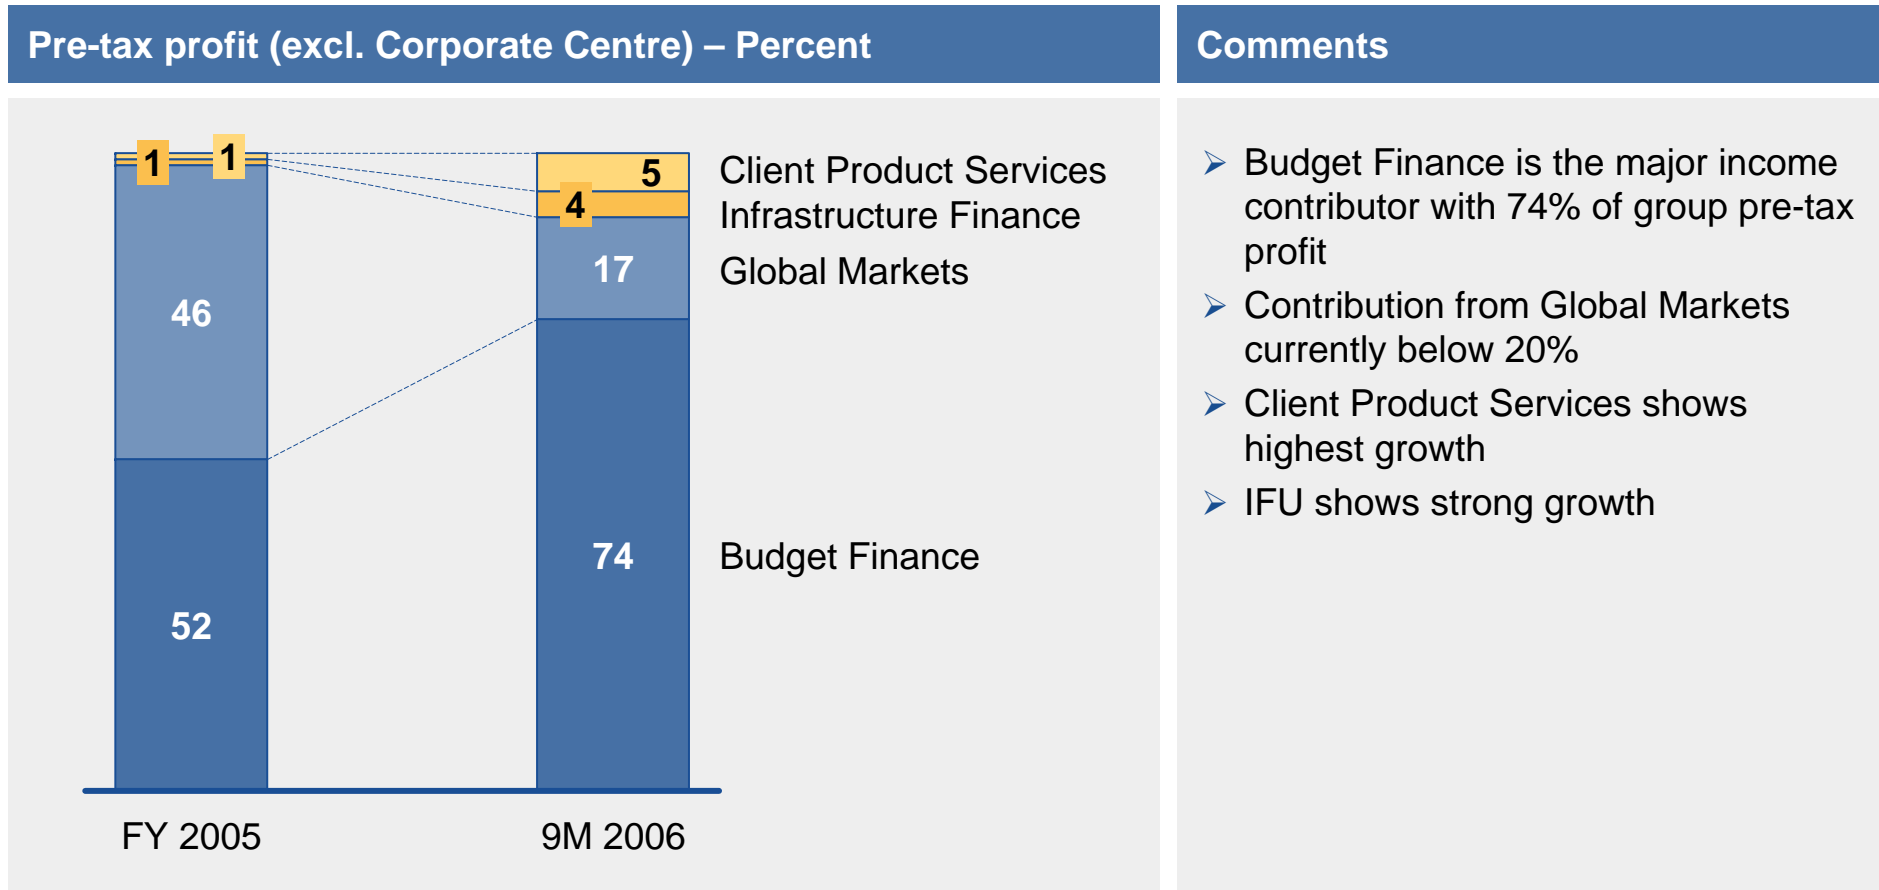 Pre-tax profit (excl. Corporate Centre) – Percent
1
1
46
52
FY 2005
5
4
17
74
9M 2006
Client Product Services
Infrastructure Finance
Global Markets
Budget Finance
Comments
➢ Budget Finance is the major income
contributor with 74% of group pre-tax
profit
➢ Contribution from Global Markets
currently below 20%
➢ Client Product Services shows
highest growth
➢ IFU shows strong growth